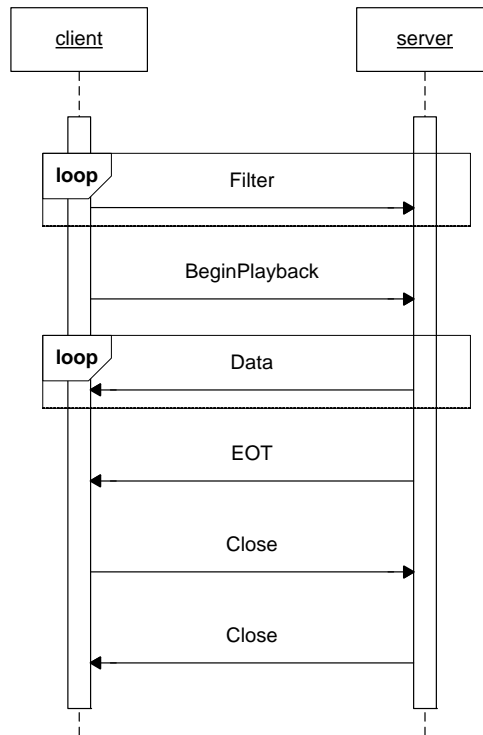 client
server
loop
Filter
BeginPlayback
loop
Data
EOT
Close
Close